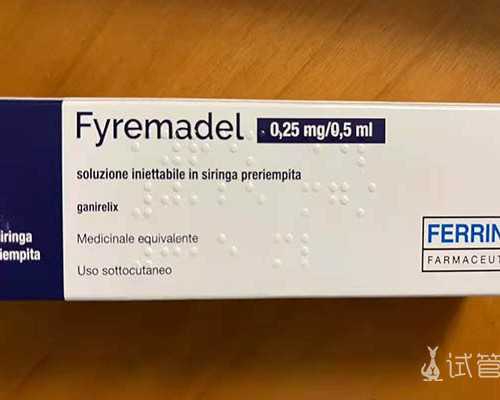 Fyremadel 0,25 mg/0,5 ml
soluzione iniettabile in siringa preriempita
ganirelix
Medicinale equivalente
Uso sottocutaneo
FERRIN
FARMACEUT
siringa
riempita
试管